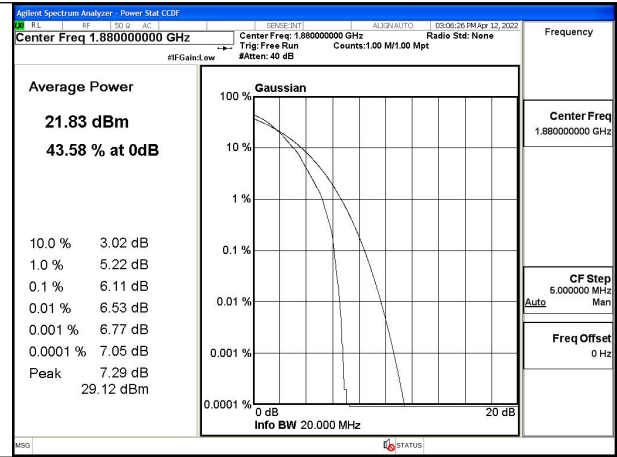 Agilent Spectrum Analyzer - Power Stat CCDF
RL RF 50 Ω AC SENSE:INT ALIGN AUTO 03:06:26 PM Apr 12, 2022
Center Freq 1.880000000 GHz
Center Freq: 1.880000000 GHz Radio Std: None
Trig: Free Run Counts:1.00 M/1.00 Mpt
#IFGain:Low #Atten: 40 dB
Frequency
Average Power
21.83 dBm
43.58 % at 0dB
10.0 % 3.02 dB
1.0 % 5.22 dB
0.1 % 6.11 dB
0.01 % 6.53 dB
0.001 % 6.77 dB
0.0001 % 7.05 dB
Peak 7.29 dB
29.12 dBm
Gaussian
100 %
10 %
1 %
0.1 %
0.01 %
0.001 %
0.0001 %
0 dB 20 dB
Info BW 20.000 MHz
Center Freq
1.880000000 GHz
CF Step
5.000000 MHz
Auto Man
Freq Offset
0 Hz
MSG STATUS